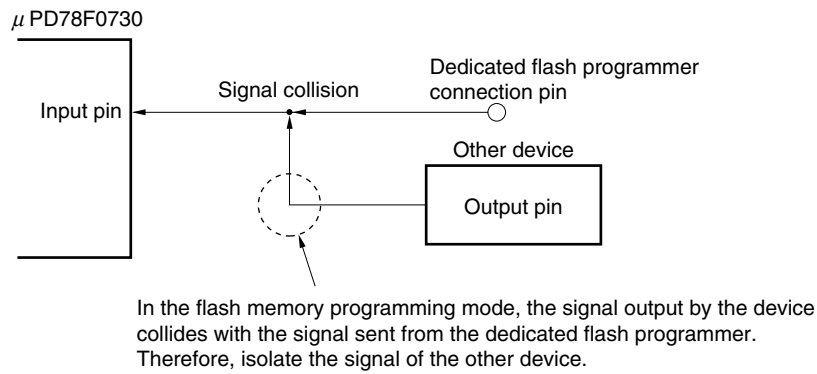 μ PD78F0730
Dedicated flash programmer
connection pin
Signal collision
Input pin
Other device
Output pin
In the flash memory programming mode, the signal output by the device
collides with the signal sent from the dedicated flash programmer.
Therefore, isolate the signal of the other device.